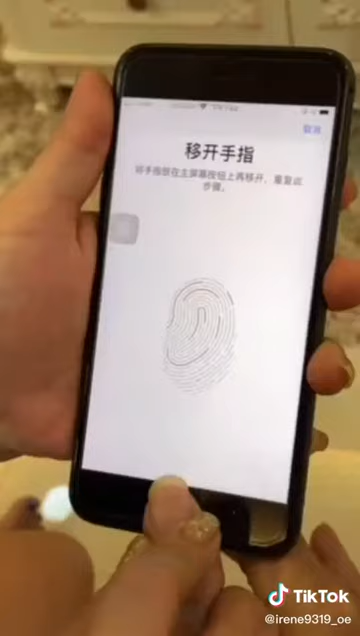 取消
移开手指
将手指放在主屏幕按钮上再移开，重复此
步骤。
TikTok
@irene9319_oe